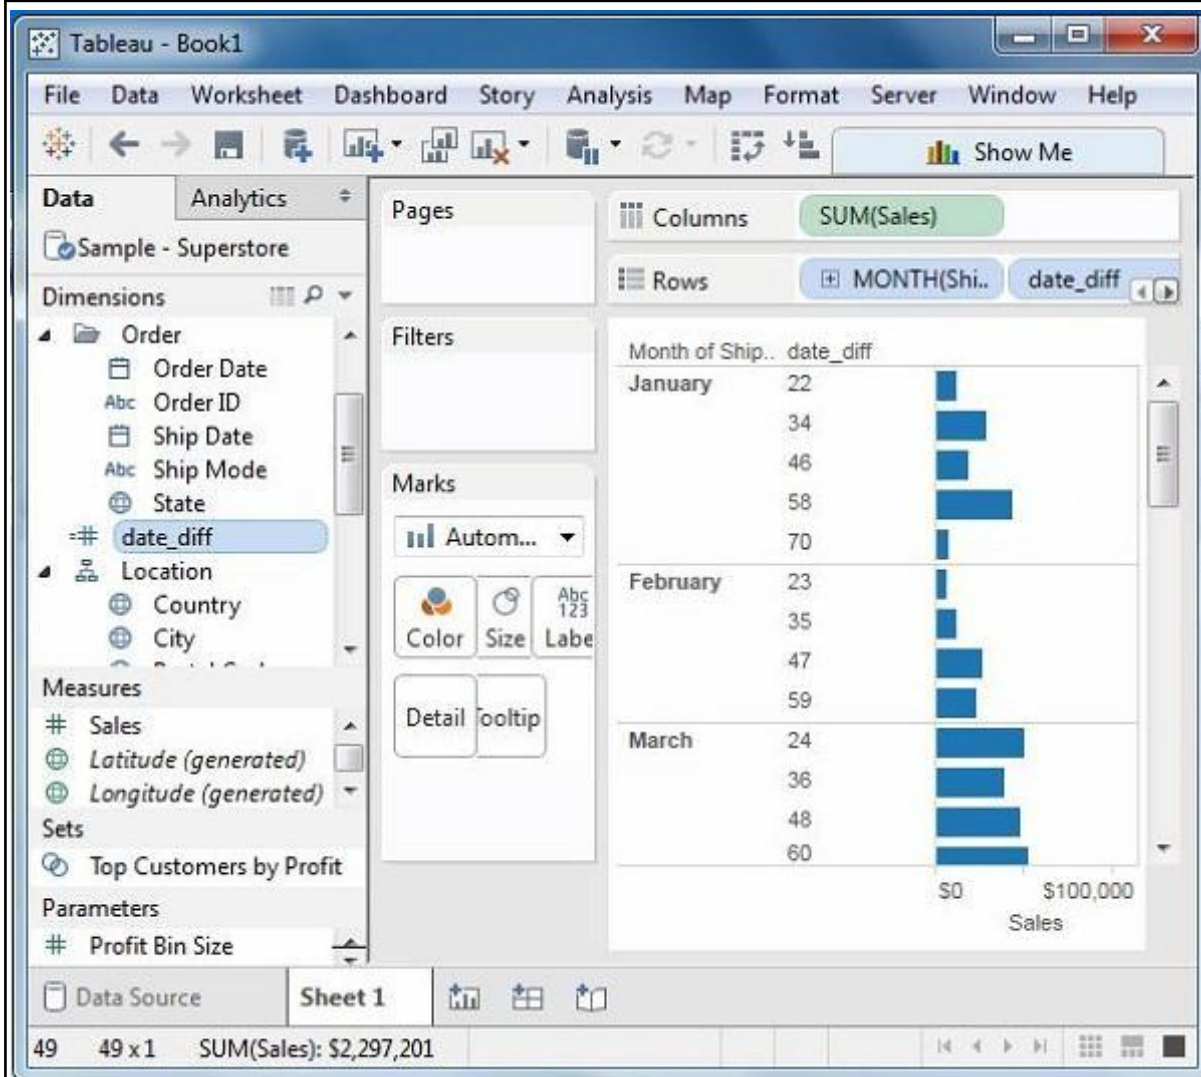 Tableau - Book1
File Data Worksheet Dashboard Story Analysis Map Format Server Window Help
Show Me
Data Analytics
Sample - Superstore
Dimensions
Order
Order Date
Abc Order ID
Ship Date
Abc Ship Mode
State
=# date_diff
Location
Country
City
Measures
# Sales
Latitude (generated)
Longitude (generated)
Sets
Top Customers by Profit
Parameters
# Profit Bin Size
Pages
Filters
Marks
Autom...
Color Size Abc 123 Labe
Detail ooltip
Columns SUM(Sales)
Rows MONTH(Shi.. date_diff
Month of Ship.. date_diff
January 22
34
46
58
70
February 23
35
47
59
March 24
36
48
60
$0 $100,000
Sales
Data Source Sheet 1
49 49 x 1 SUM(Sales): $2,297,201